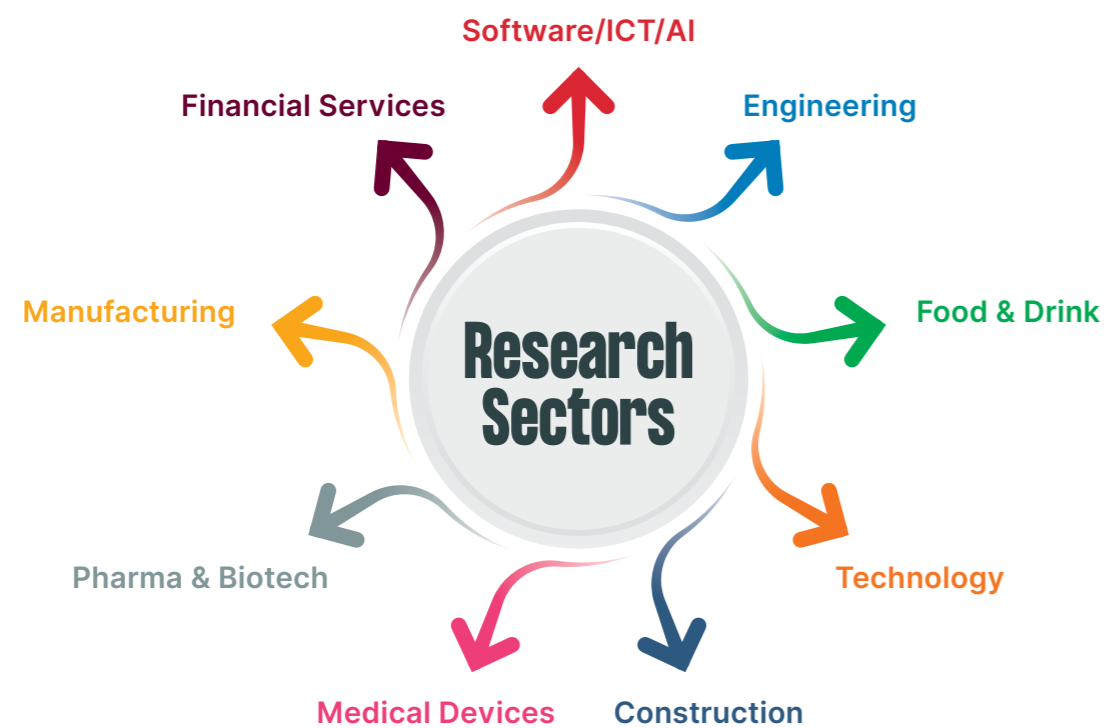 Software/ICT/AI
Financial Services
Engineering
Manufacturing
Food & Drink
Research
Sectors
Pharma & Biotech
Technology
Medical Devices
Construction